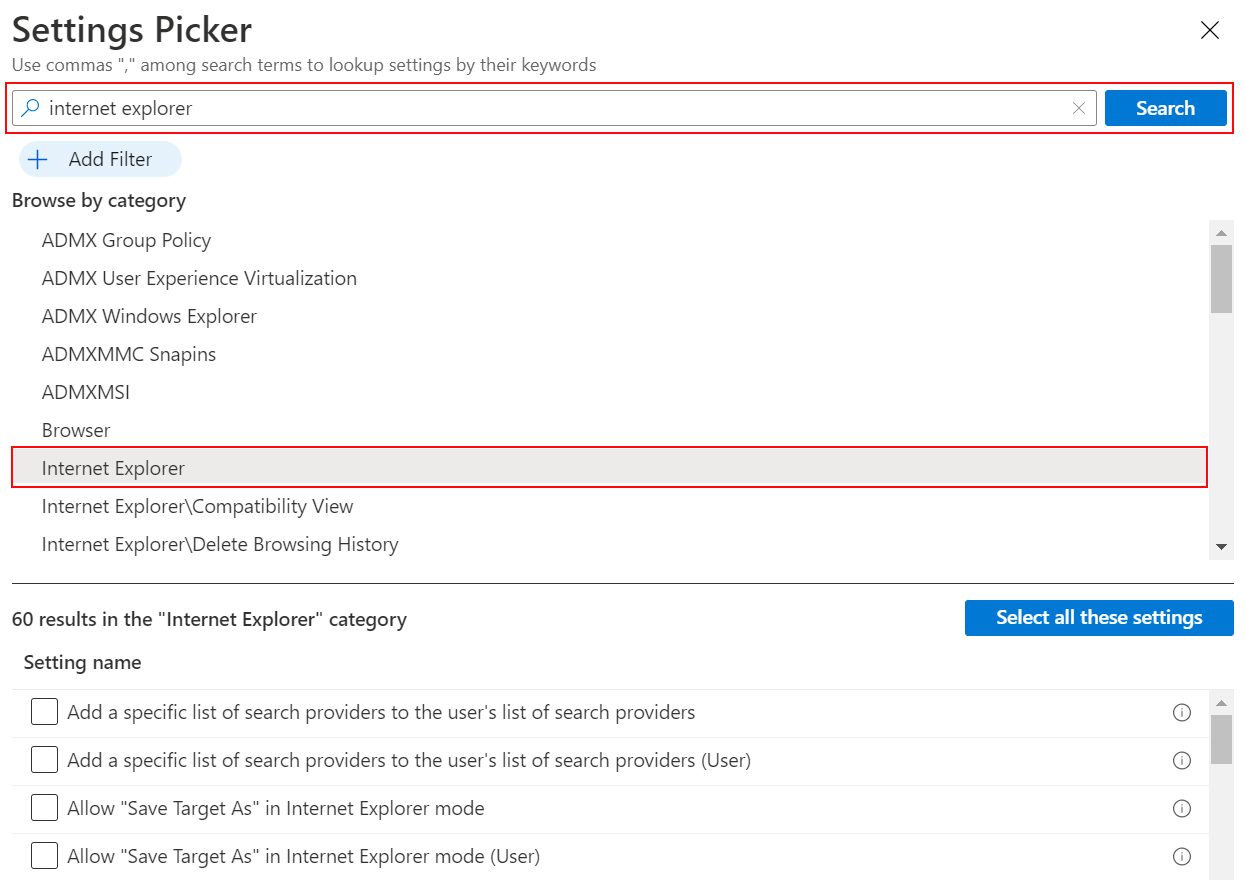 Settings Picker
Use commas "," among search terms to lookup settings by their keywords
internet explorer
Search
Add Filter
Browse by category
ADMX Group Policy
ADMX User Experience Virtualization
ADMX Windows Explorer
ADMXMMC Snapins
ADMXMSI
Browser
Internet Explorer
Internet Explorer\Compatibility View
Internet Explorer\Delete Browsing History
60 results in the "Internet Explorer" category
Select all these settings
Setting name
Add a specific list of search providers to the user's list of search providers
Add a specific list of search providers to the user's list of search providers (User)
Allow "Save Target As" in Internet Explorer mode
Allow "Save Target As" in Internet Explorer mode (User)